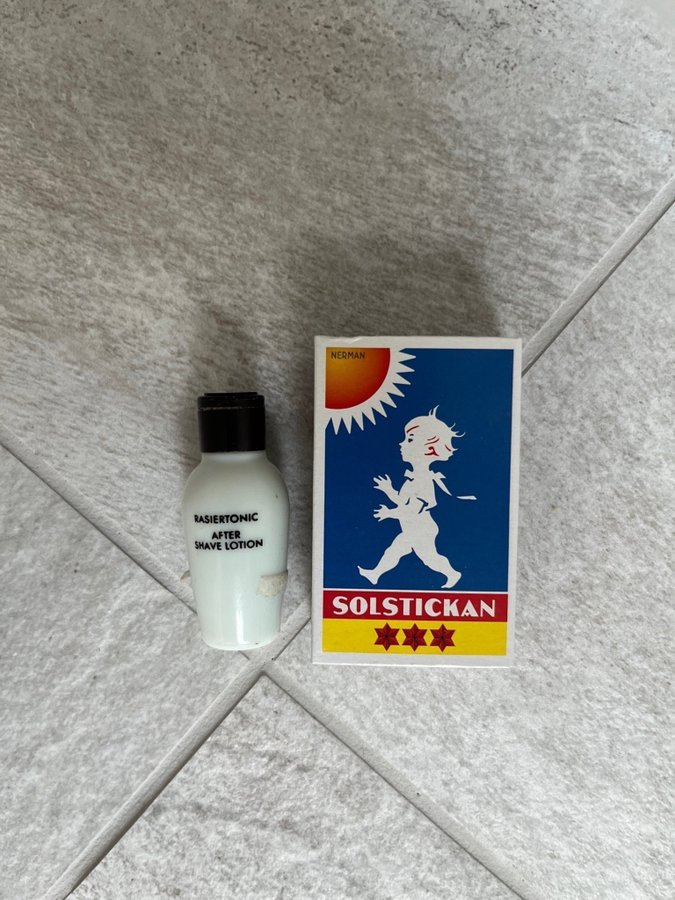 RASIERTONIC
AFTER
SHAVE LOTION
NERMAN
SOLSTICKAN